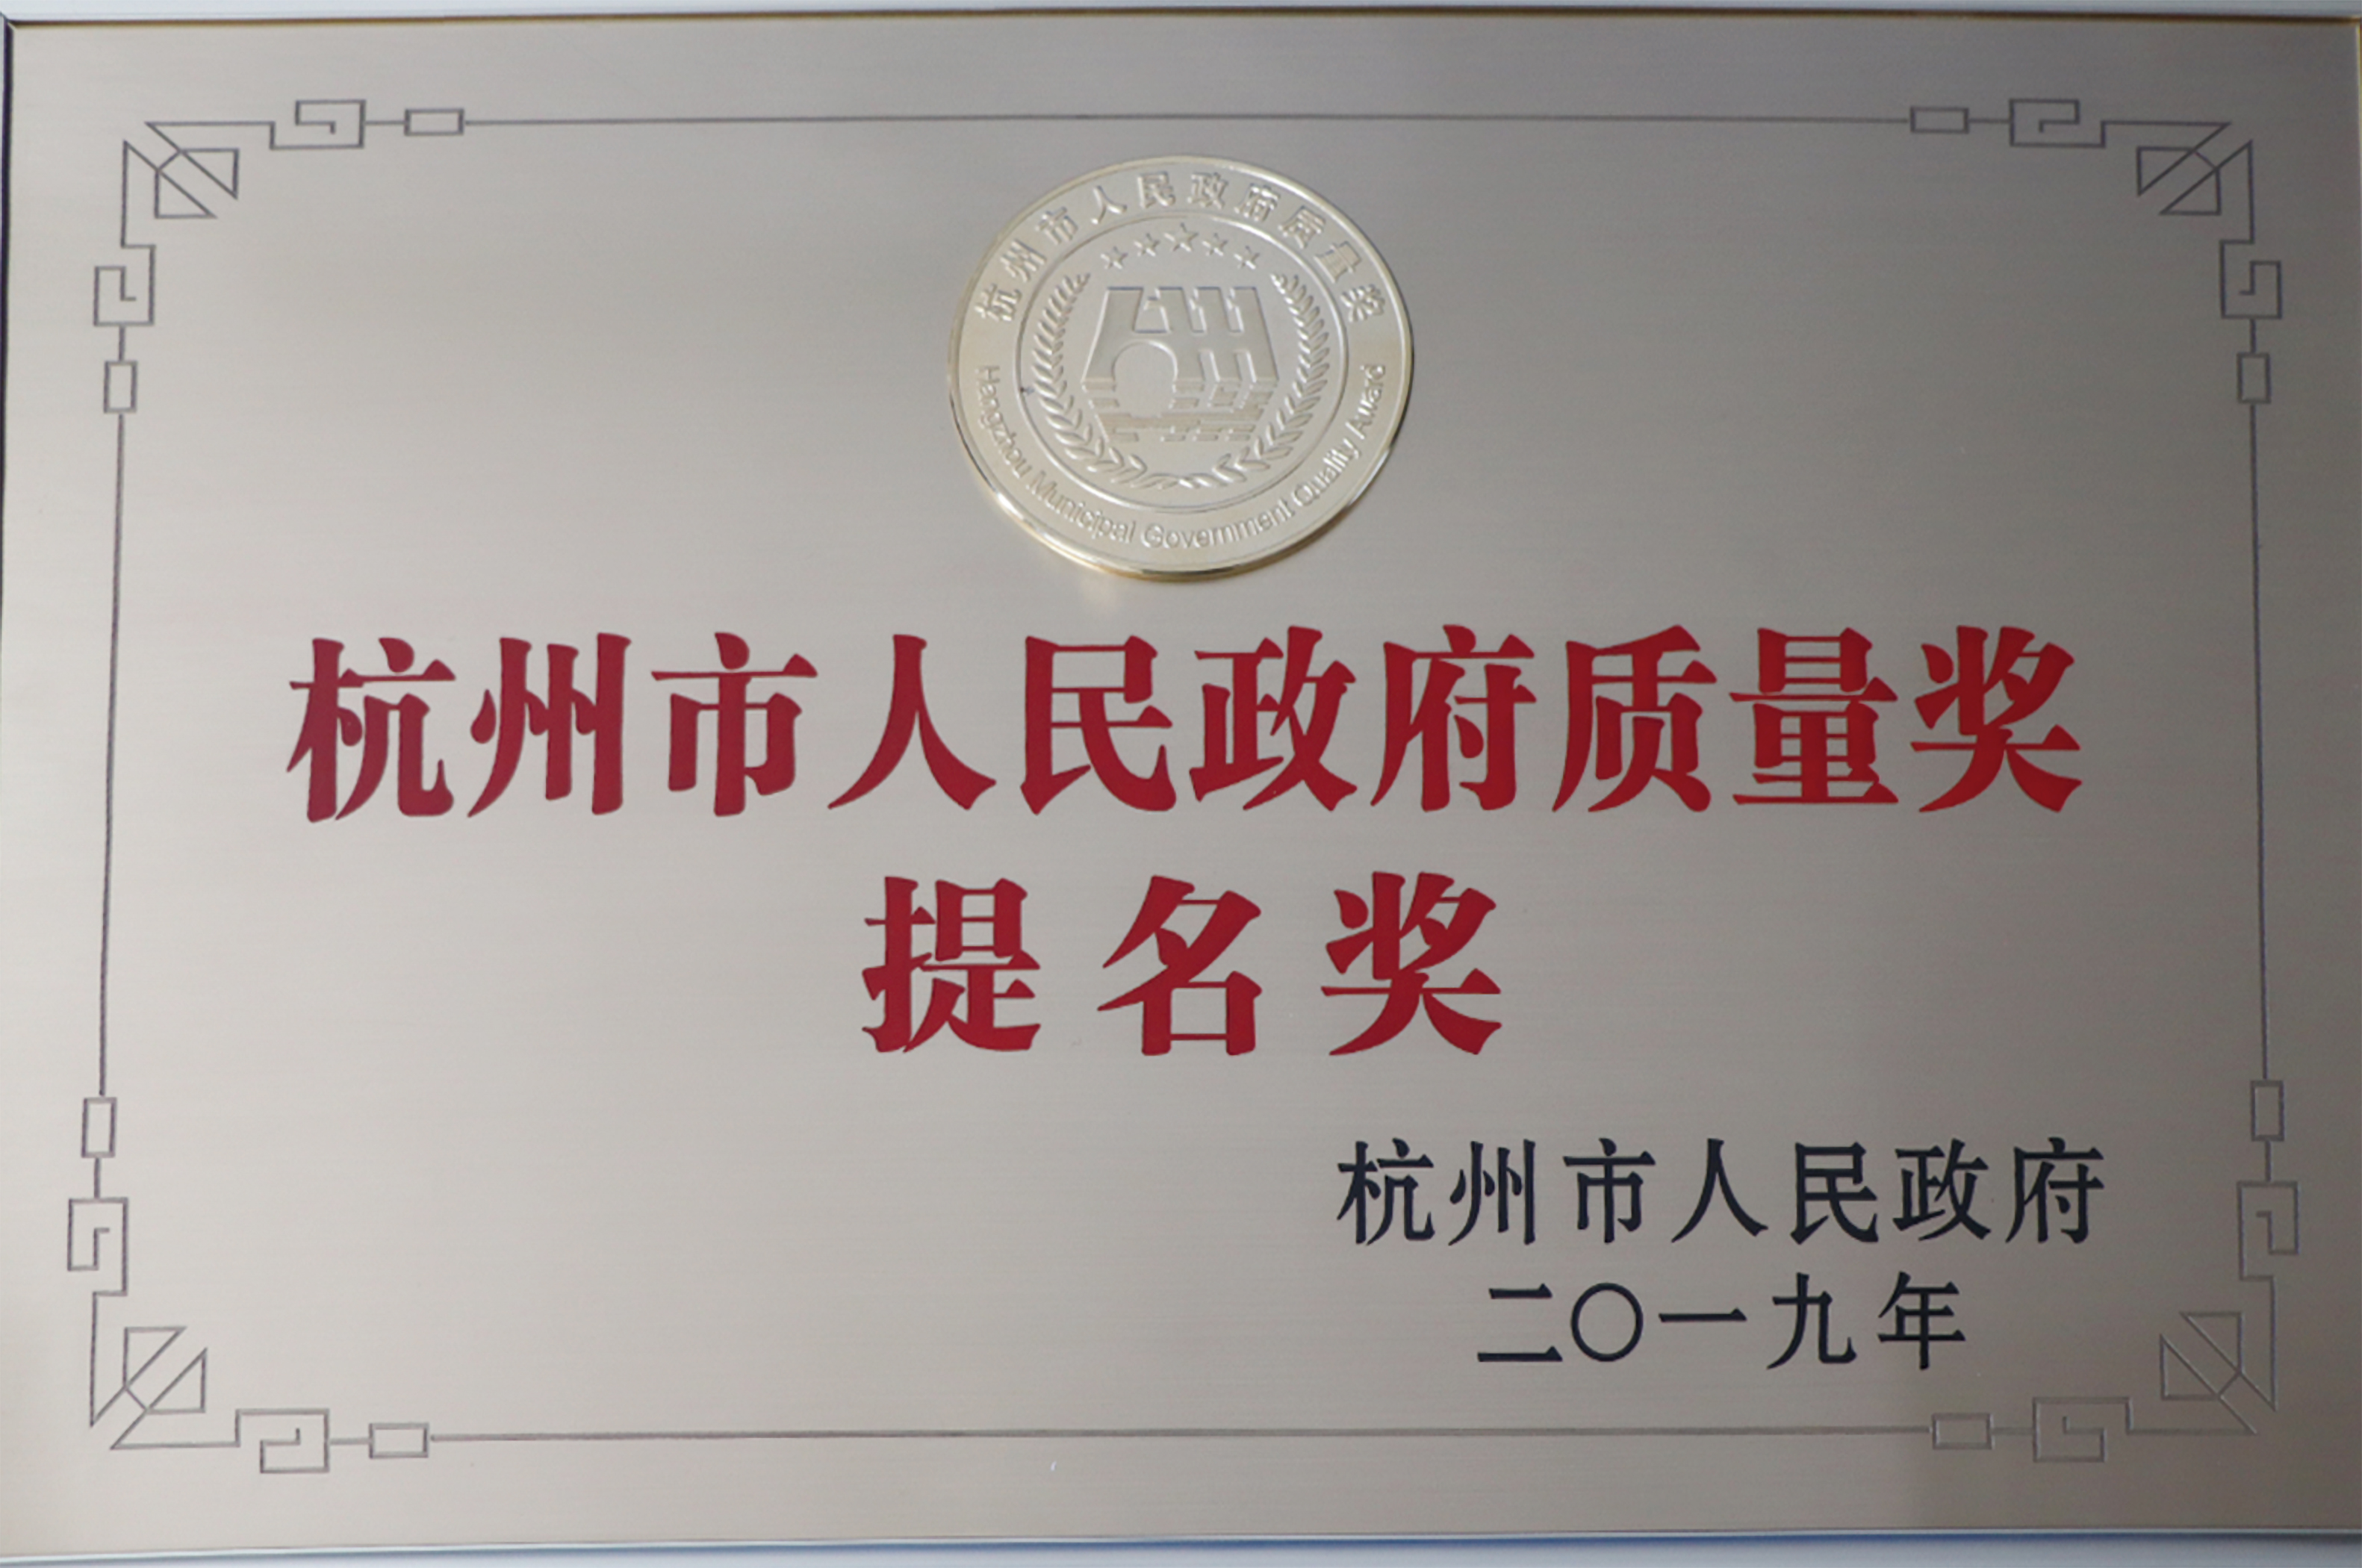 杭州市人民政府质量奖
Hangzhou Municipal Government Quality Award
杭州市人民政府质量奖
提名奖
杭州市人民政府
二〇一九年